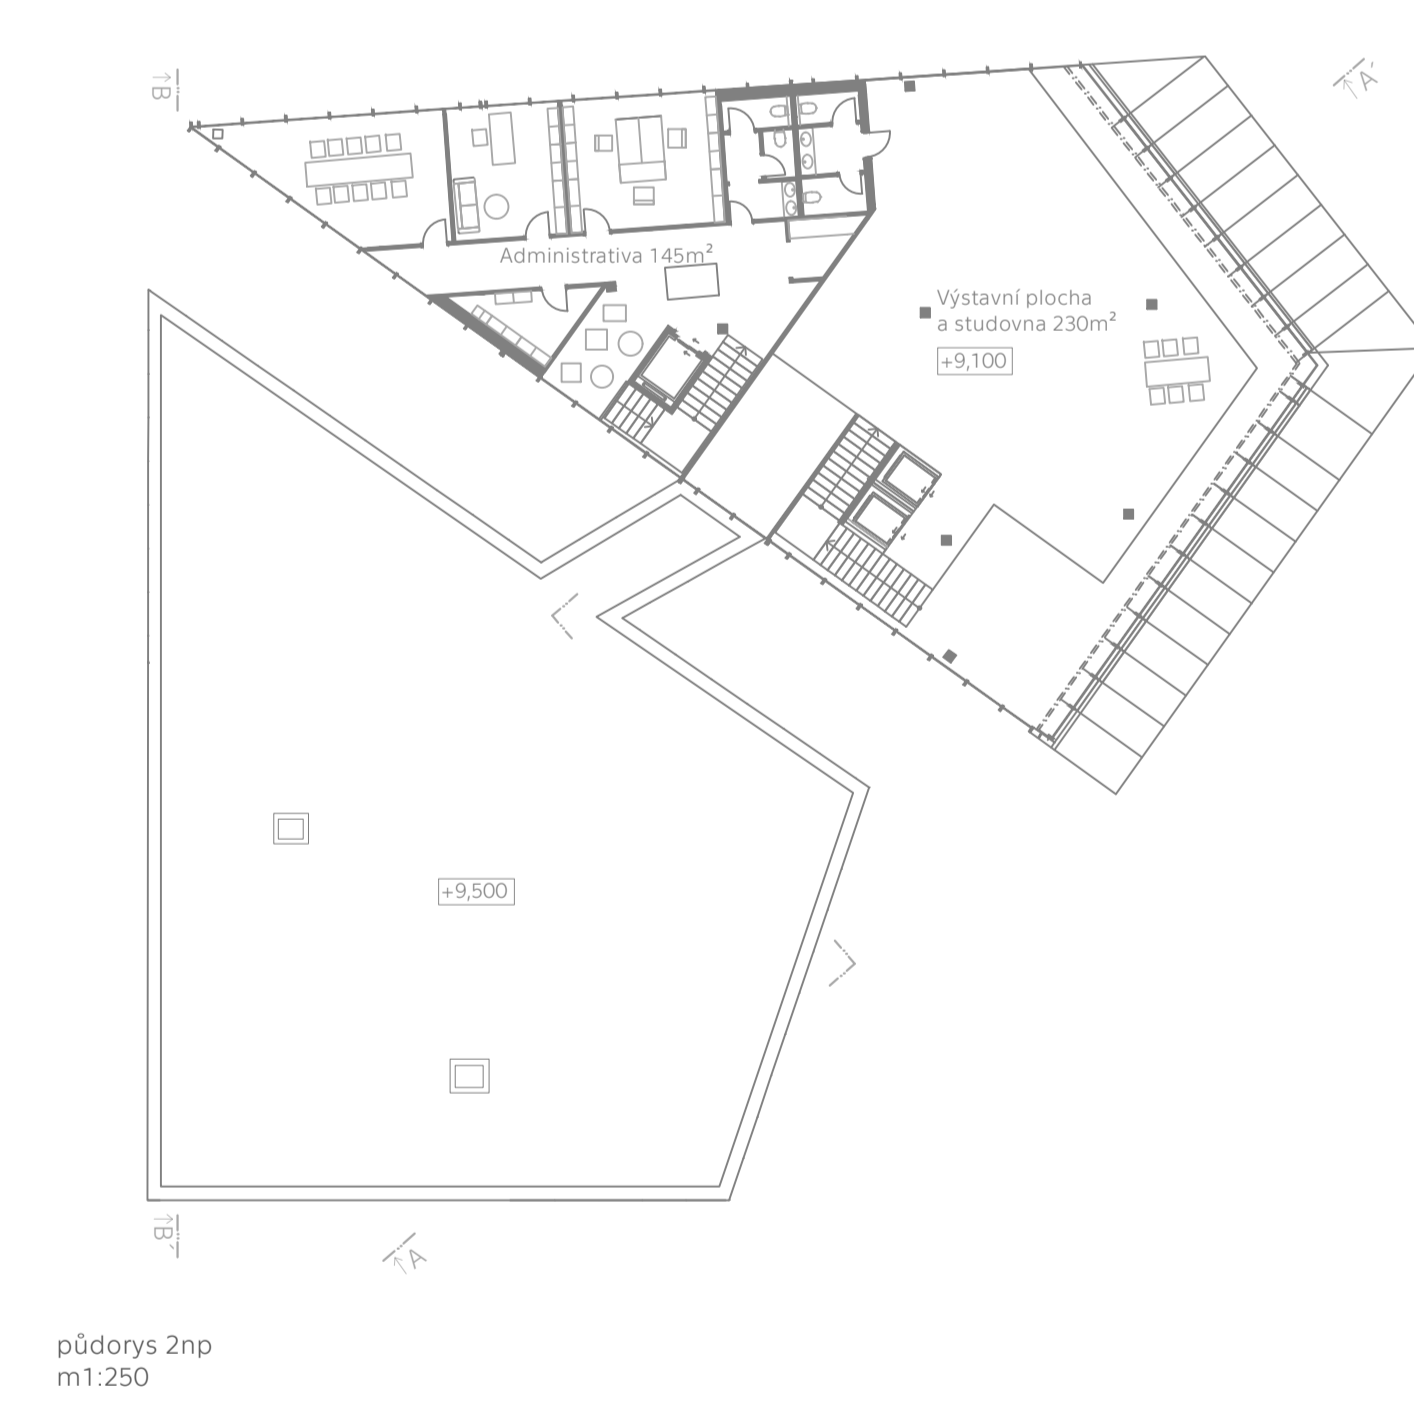 B
A´
Administrativa 145m²
Výstavní plocha
a studovna 230m²
+9,100
+9,500
B´
A
půdorys 2np
m1:250